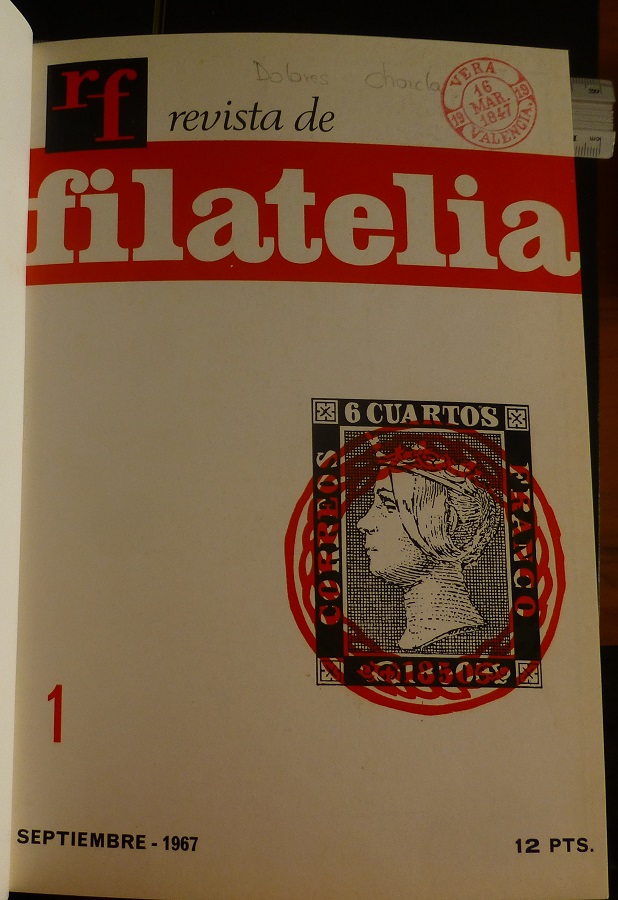 rf
revista de
Dolores
VERA
16
MAR.
1847
19
19
VALENCIA.
filatelia
6 CUARTOS
CORREOS
FRANCO
1850
1
SEPTIEMBRE - 1967
12 PTS.